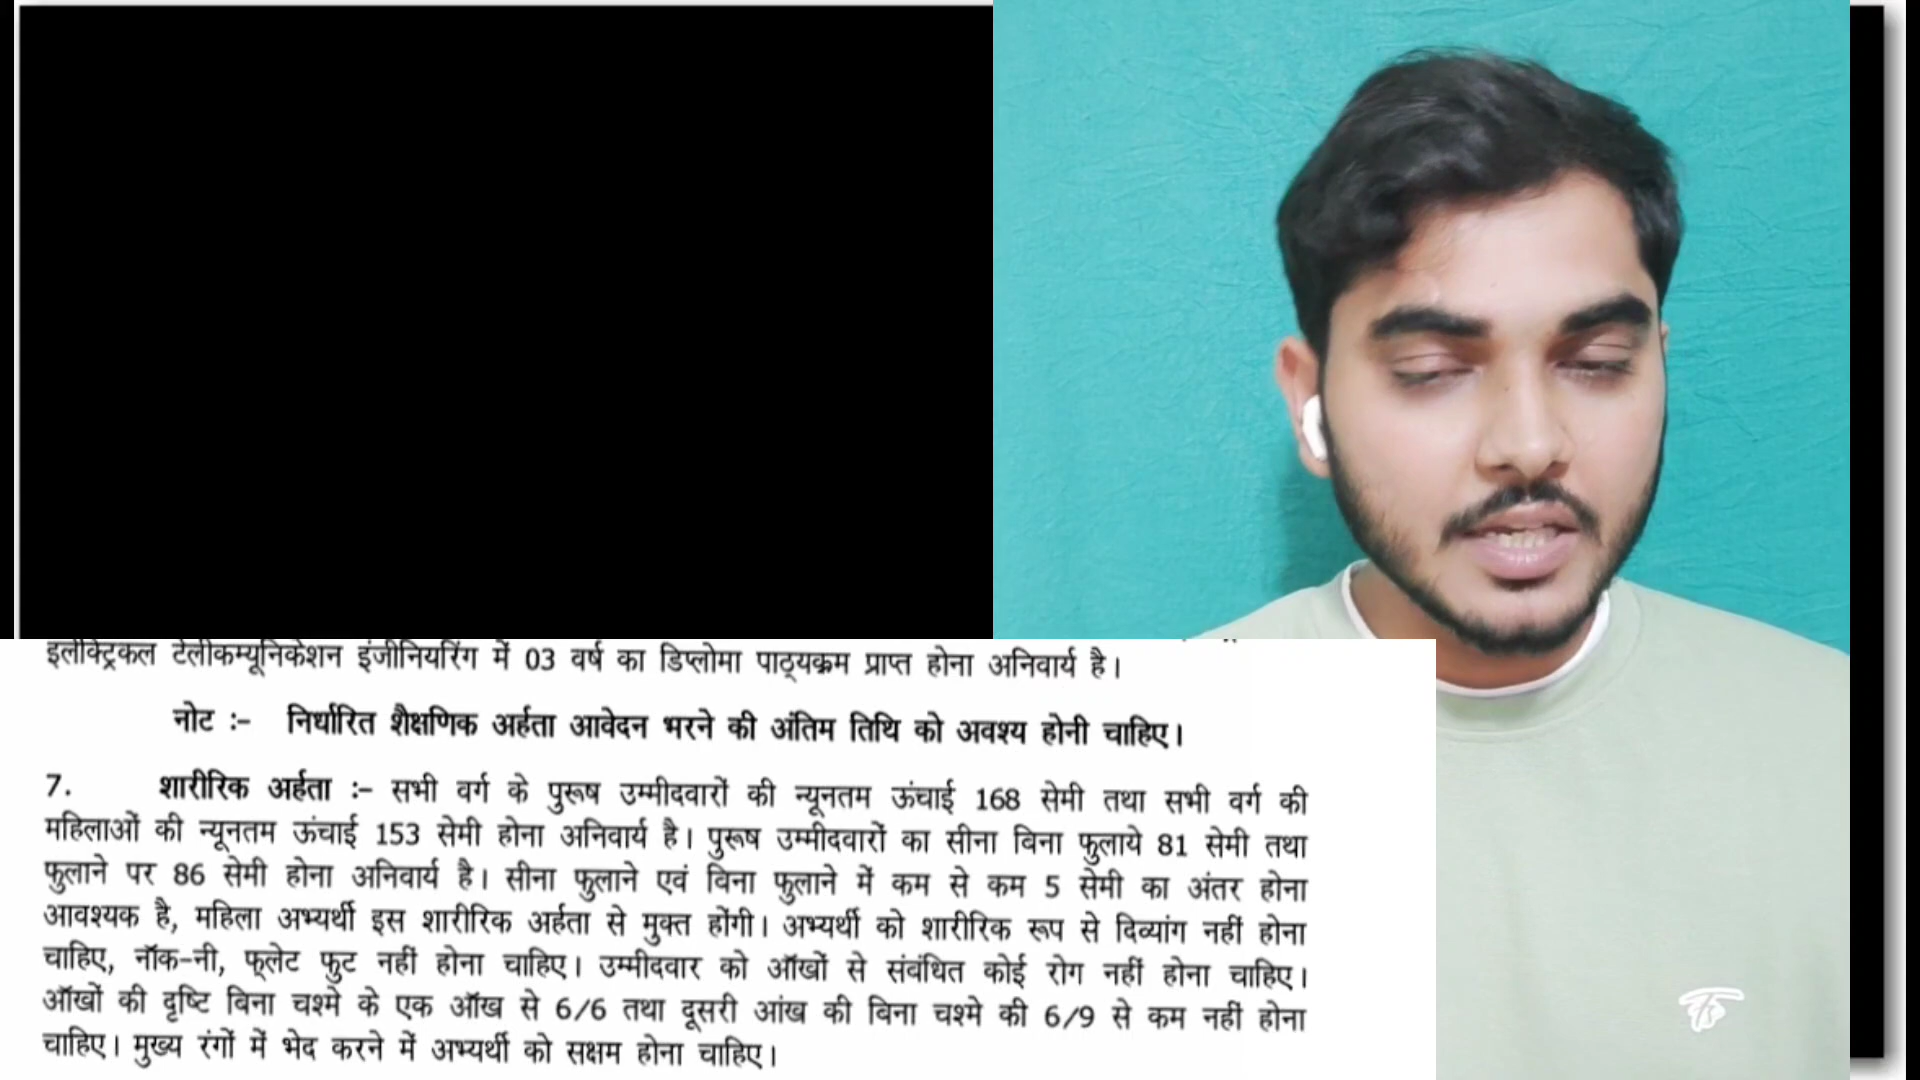 इलेक्ट्रिकल टेलीकम्यूनिकेशन इंजीनियरिंग में 03 वर्ष का डिप्लोमा पाठ्यक्रम प्राप्त होना अनिवार्य है।
नोट :– निर्धारित शैक्षणिक अर्हता आवेदन भरने की अंतिम तिथि को अवश्य होनी चाहिए।
7. शारीरिक अर्हता :– सभी वर्ग के पुरूष उम्मीदवारों की न्यूनतम ऊंचाई 168 सेमी तथा सभी वर्ग की
महिलाओं की न्यूनतम ऊंचाई 153 सेमी होना अनिवार्य है। पुरूष उम्मीदवारों का सीना बिना फुलाये 81 सेमी तथा
फुलाने पर 86 सेमी होना अनिवार्य है। सीना फुलाने एवं बिना फुलाने में कम से कम 5 सेमी का अंतर होना
आवश्यक है, महिला अभ्यर्थी इस शारीरिक अर्हता से मुक्त होंगी। अभ्यर्थी को शारीरिक रूप से दिव्यांग नहीं होना
चाहिए, नॉक-नी, फ्लेट फुट नहीं होना चाहिए। उम्मीदवार को ऑखों से संबंधित कोई रोग नहीं होना चाहिए।
ऑखों की दृष्टि बिना चश्मे के एक ऑख से 6/6 तथा दूसरी आंख की बिना चश्मे की 6/9 से कम नहीं होना
चाहिए। मुख्य रंगों में भेद करने में अभ्यर्थी को सक्षम होना चाहिए।